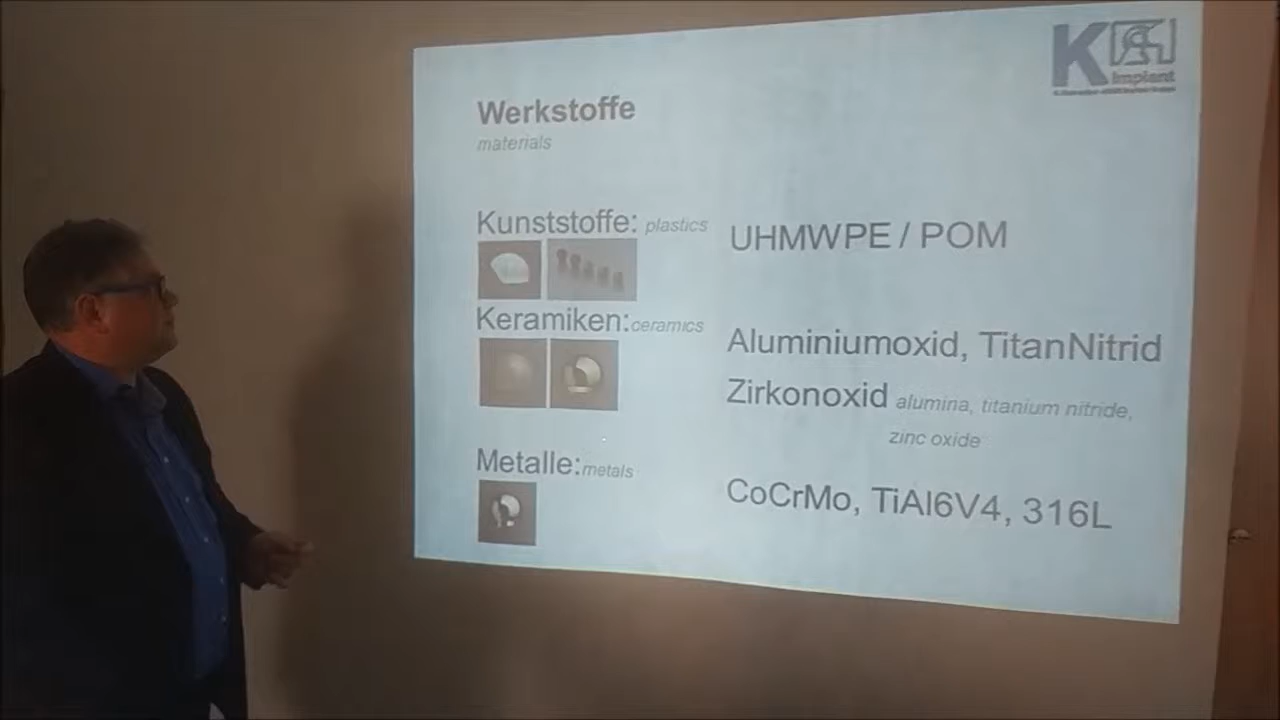 K
Implant
Werkstoffe
materials
Kunststoffe: plastics
UHMWPE / POM
Keramiken: ceramics
Aluminiumoxid, TitanNitrid
Zirkonoxid alumina, titanium nitride,
zinc oxide
Metalle: metals
CoCrMo, TiAl6V4, 316L